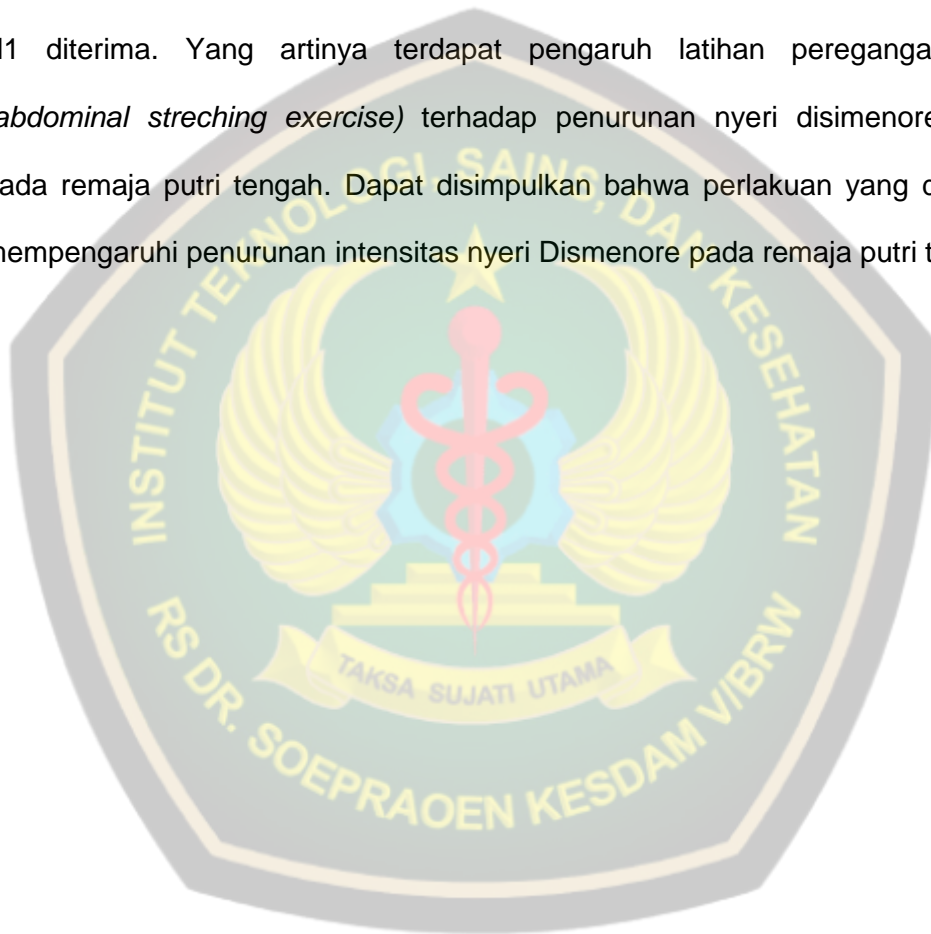 1 diterima. Yang artinya terdapat pengaruh latihan pereganga
abdominal streching exercise) terhadap penurunan nyeri disimenore
ada remaja putri tengah. Dapat disimpulkan bahwa perlakuan yang
mempengaruhi penurunan intensitas nyeri Dismenore pada remaja putri t
INSTITUT TEKNOLOGI, SAINS, DAN KESEHATAN
TAKSA SUJATI UTAMA
RS DR. SOEPRAOEN KESDAM V/BRW